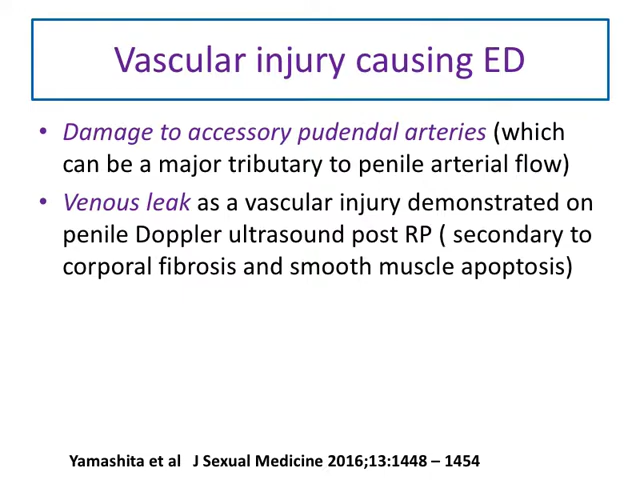 Vascular injury causing ED
• Damage to accessory pudendal arteries (which
can be a major tributary to penile arterial flow)
• Venous leak as a vascular injury demonstrated on
penile Doppler ultrasound post RP ( secondary to
corporal fibrosis and smooth muscle apoptosis)
Yamashita et al J Sexual Medicine 2016;13:1448 – 1454